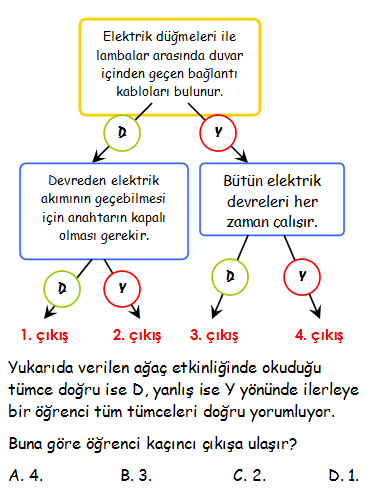 Elektrik düğmeleri ile
lambalar arasında duvar
içinden geçen bağlantı
kabloları bulunur.
D
Y
Devreden elektrik
akımının geçebilmesi
için anahtarın kapalı
olması gerekir.
Bütün elektrik
devreleri her
zaman çalışır.
D
Y
D
Y
1. çıkış
2. çıkış
3. çıkış
4. çıkış
Yukarıda verilen ağaç etkinliğinde okuduğu
tümce doğru ise D, yanlış ise Y yönünde ilerleye
bir öğrenci tüm tümceleri doğru yorumluyor.
Buna göre öğrenci kaçıncı çıkışa ulaşır?
A. 4. B. 3. C. 2. D. 1.